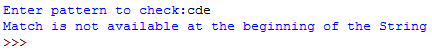 Enter pattern to check:cde
Match is not available at the beginning of the String
>>>